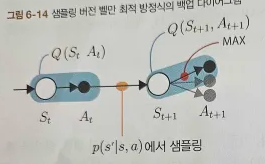 그림 6-14 샘플링 버전 벨만 최적 방정식의 백업 다이어그램
Q(St+1, At+1)
Q(St, At)
MAX
St At St+1 At+1
p(s'|s, a)에서 샘플링